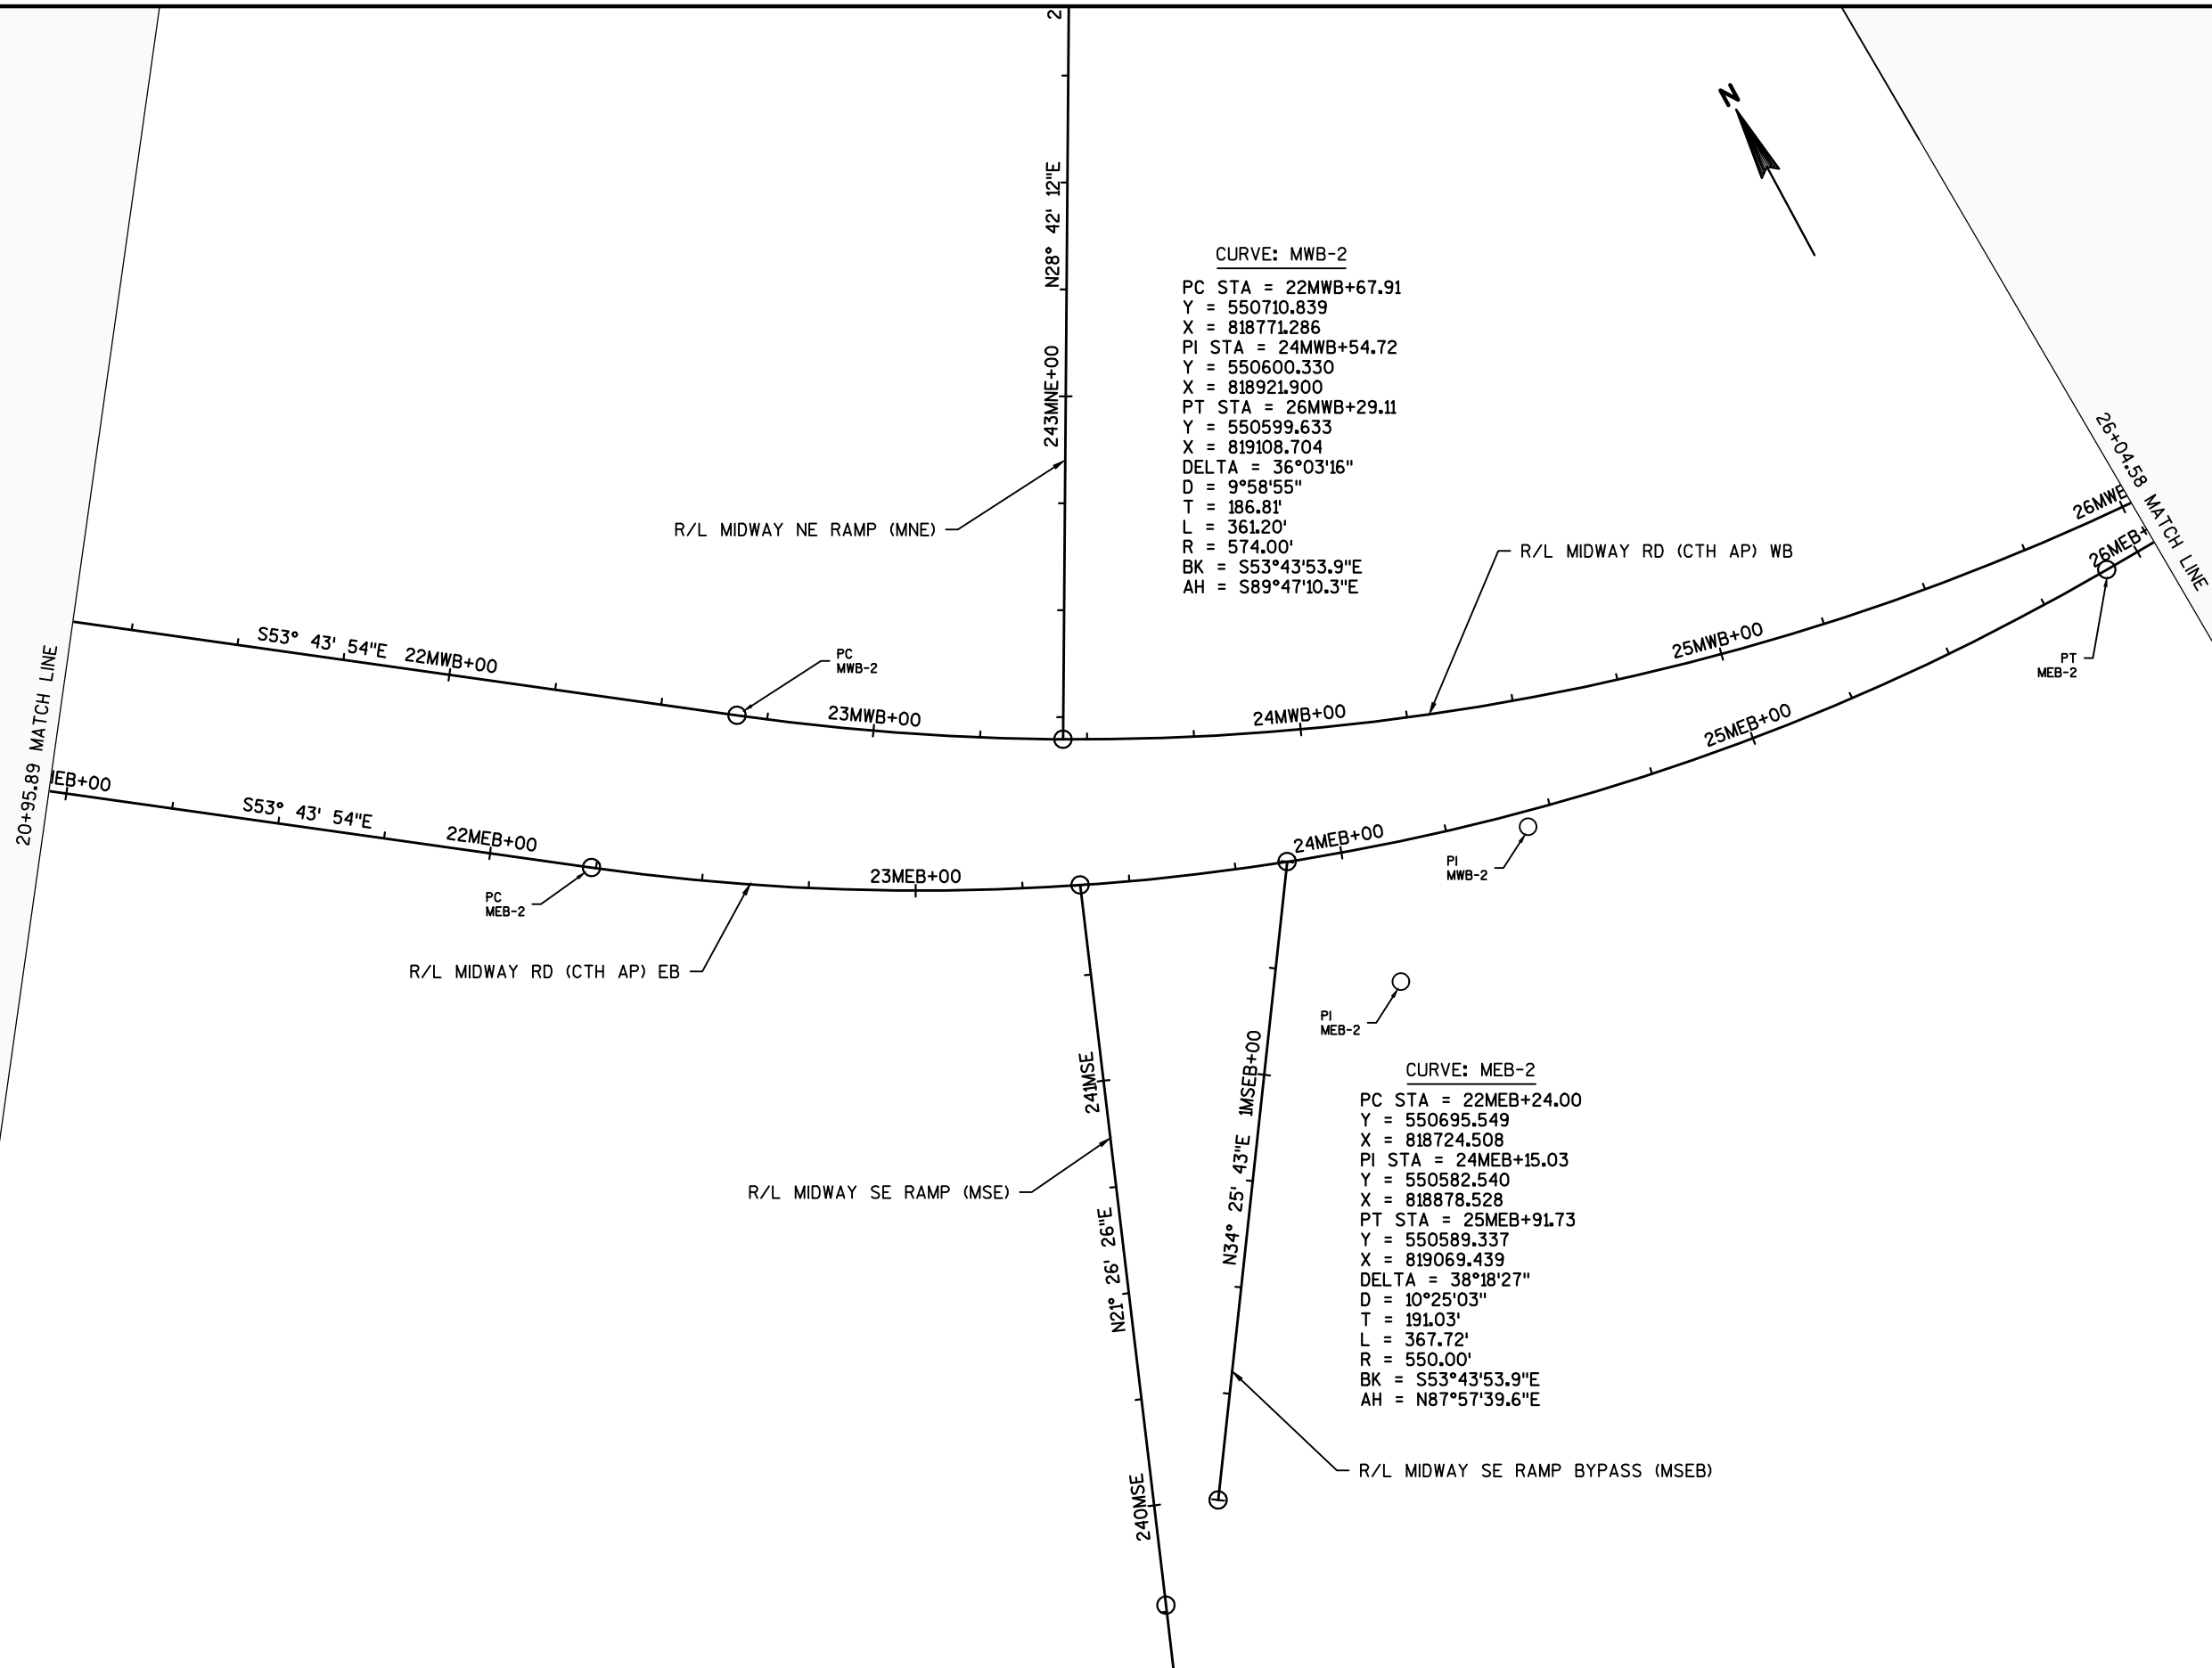 2
N
N28° 42' 12"E
CURVE: MWB-2
PC STA = 22MWB+67.91
Y = 550710.839
X = 818771.286
PI STA = 24MWB+54.72
Y = 550600.330
X = 818921.900
PT STA = 26MWB+29.11
Y = 550599.633
X = 819108.704
DELTA = 36°03'16"
D = 9°58'55"
T = 186.81'
L = 361.20'
R = 574.00'
BK = S53°43'53.9"E
AH = S89°47'10.3"E
243MNE+00
R/L MIDWAY NE RAMP (MNE)
R/L MIDWAY RD (CTH AP) WB
26+04.58 MATCH LINE
26MWB
26MEB+
S53° 43' 54"E
22MWB+00
PC
MWB-2
23MWB+00
24MWB+00
25MWB+00
PT
MEB-2
20+95.89 MATCH LINE
EB+00
S53° 43' 54"E
22MEB+00
PC
MEB-2
23MEB+00
24MEB+00
25MEB+00
PI
MWB-2
R/L MIDWAY RD (CTH AP) EB
PI
MEB-2
241MSE
1MSEB+00
CURVE: MEB-2
PC STA = 22MEB+24.00
Y = 550695.549
X = 818724.508
PI STA = 24MEB+15.03
Y = 550582.540
X = 818878.528
PT STA = 25MEB+91.73
Y = 550589.337
X = 819069.439
DELTA = 38°18'27"
D = 10°25'03"
T = 191.03'
L = 367.72'
R = 550.00'
BK = S53°43'53.9"E
AH = N87°57'39.6"E
R/L MIDWAY SE RAMP (MSE)
N21° 26' 26"E
N34° 25' 43"E
R/L MIDWAY SE RAMP BYPASS (MSEB)
240MSE